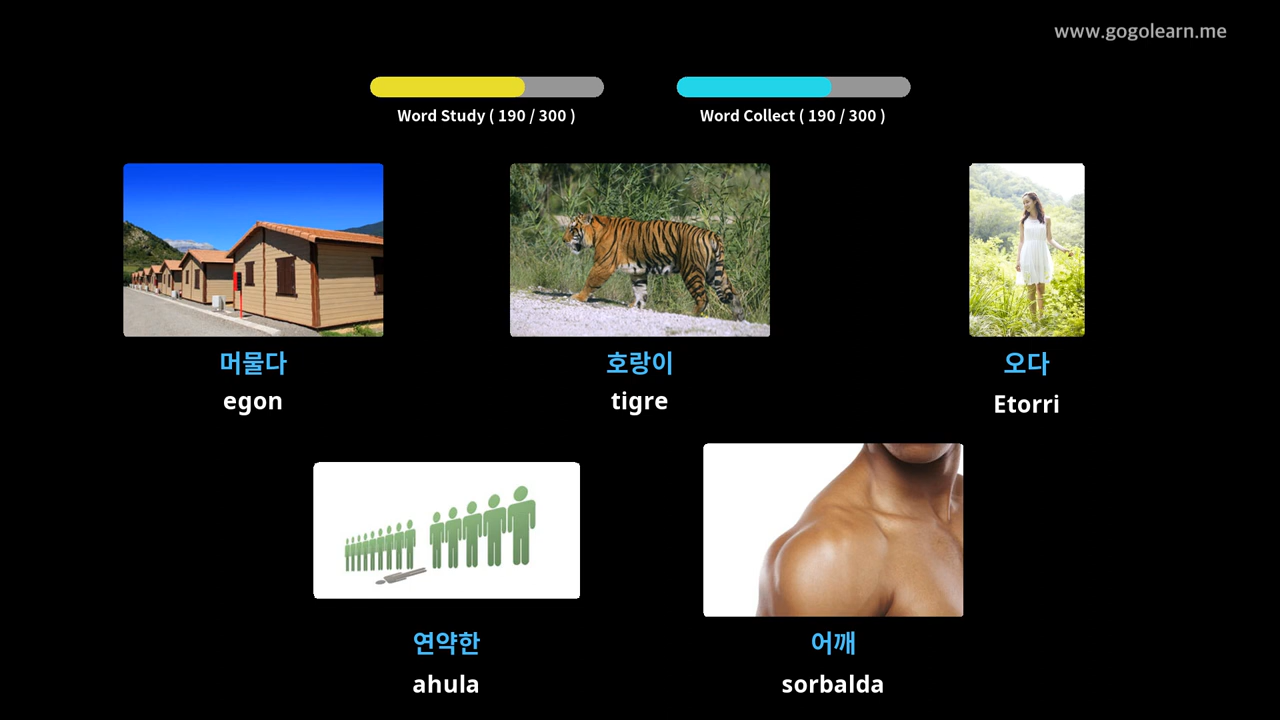 www.gogolearn.me
Word Study ( 190 / 300 )
Word Collect ( 190 / 300 )
머물다
egon
호랑이
tigre
오다
Etorri
연약한
ahula
어깨
sorbalda